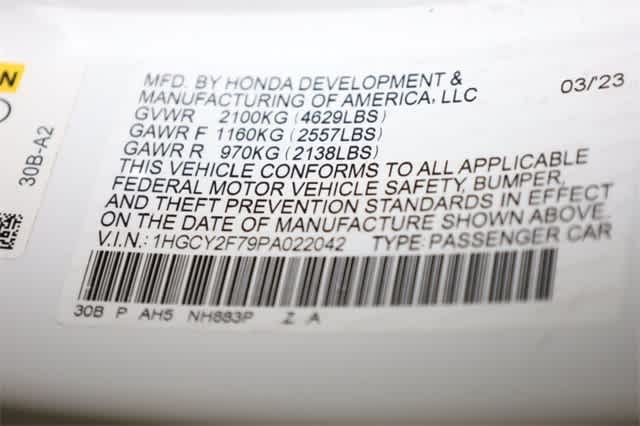 N
30B-A2
MFD. BY HONDA DEVELOPMENT &
MANUFACTURING OF AMERICA, LLC 03/'23
GVWR 2100KG (4629LBS)
GAWR F 1160KG (2557LBS)
GAWR R 970KG (2138LBS)
THIS VEHICLE CONFORMS TO ALL APPLICABLE
FEDERAL MOTOR VEHICLE SAFETY, BUMPER,
AND THEFT PREVENTION STANDARDS IN EFFECT
ON THE DATE OF MANUFACTURE SHOWN ABOVE.
V.I.N.: 1HGCY2F79PA022042 TYPE: PASSENGER CAR
30B P AH5 NH883P Z A